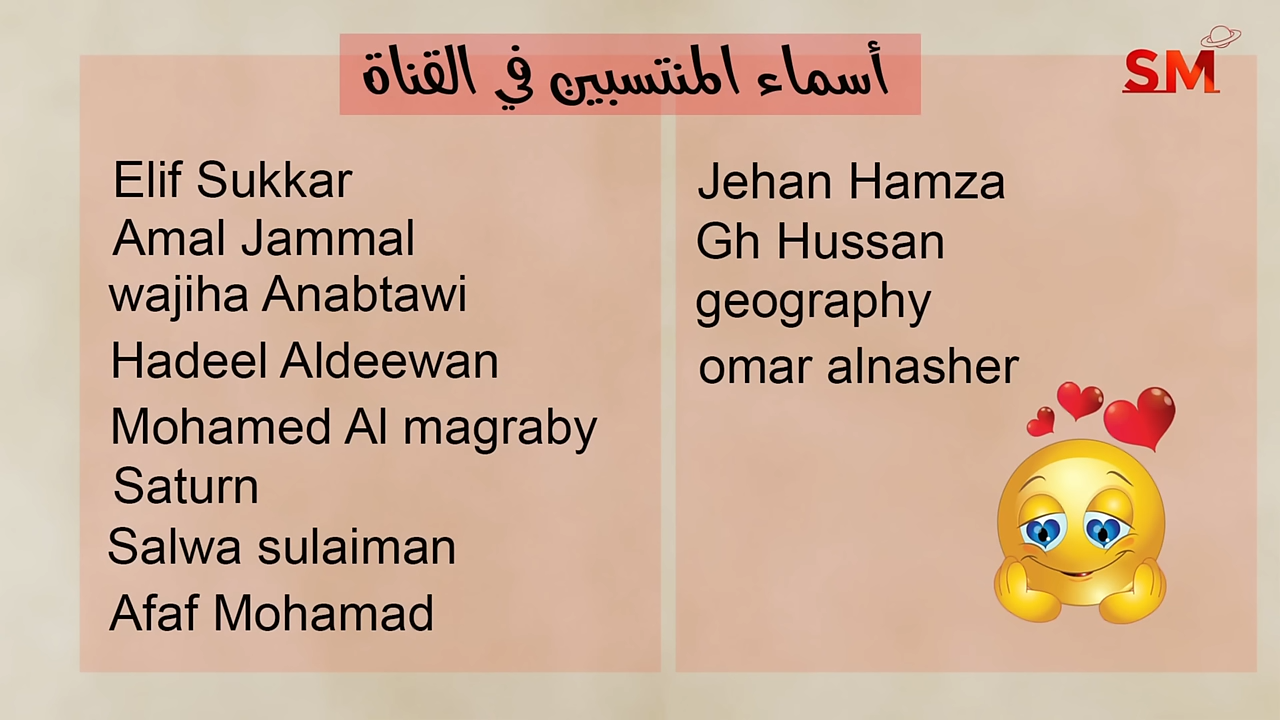 أسماء المنتسبين في القناة
SM
Elif Sukkar
Amal Jammal
wajiha Anabtawi
Hadeel Aldeewan
Mohamed Al magraby
Saturn
Salwa sulaiman
Afaf Mohamad
Jehan Hamza
Gh Hussan
geography
omar alnasher